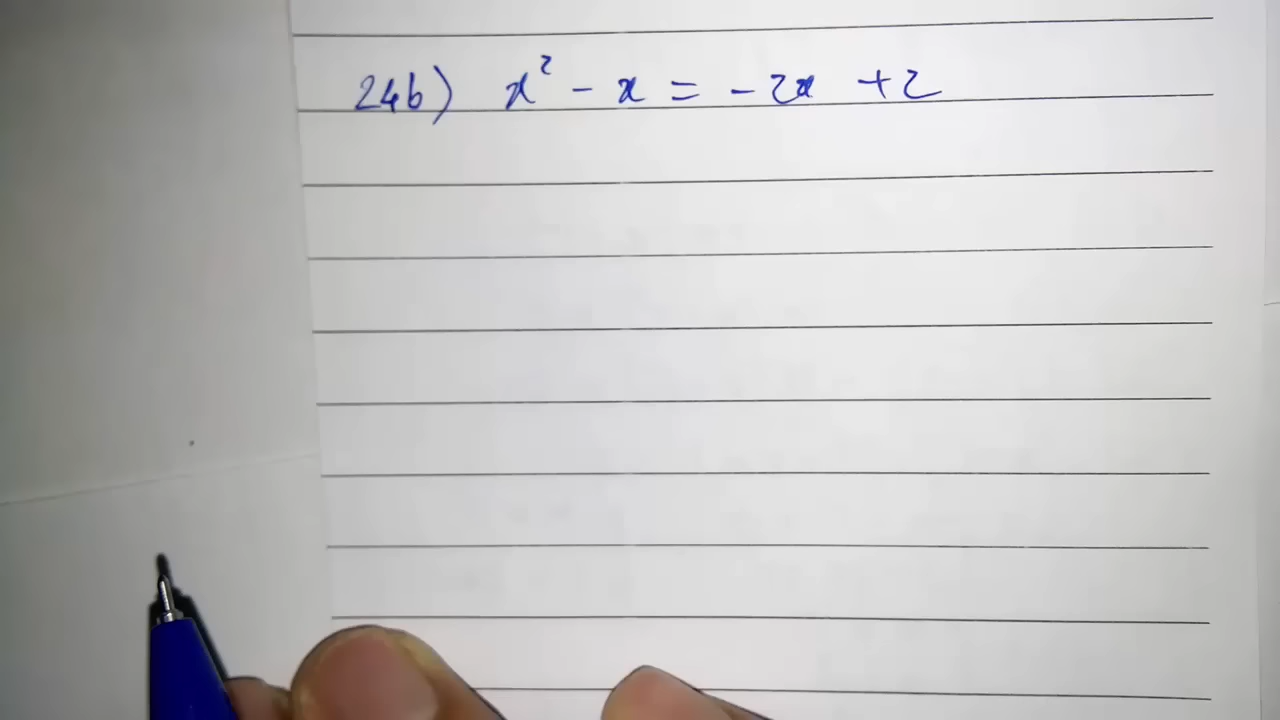 24b) x² - x = -2x + 2